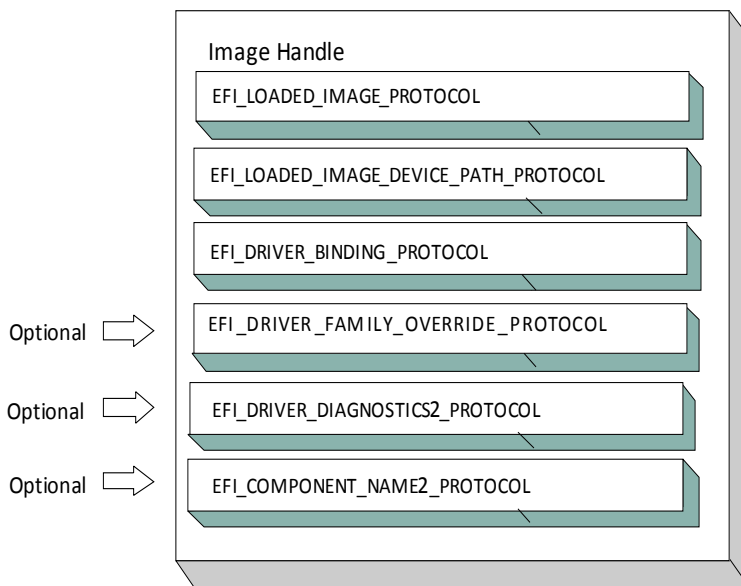 Image Handle
EFI_LOADED_IMAGE_PROTOCOL
EFI_LOADED_IMAGE_DEVICE_PATH_PROTOCOL
EFI_DRIVER_BINDING_PROTOCOL
Optional
EFI_DRIVER_FAMILY_OVERRIDE_PROTOCOL
Optional
EFI_DRIVER_DIAGNOSTICS2_PROTOCOL
Optional
EFI_COMPONENT_NAME2_PROTOCOL